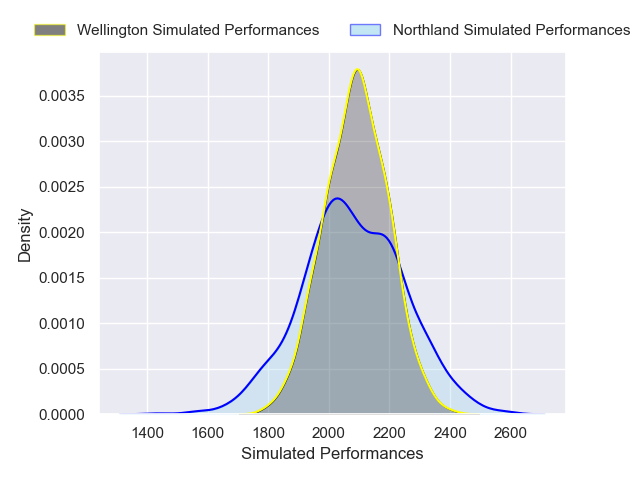 Wellington Simulated Performances
Northland Simulated Performances
0.0035
0.0030
0.0025
0.0020
0.0015
0.0010
0.0005
0.0000
Density
1400 1600 1800 2000 2200 2400 2600
Simulated Performances